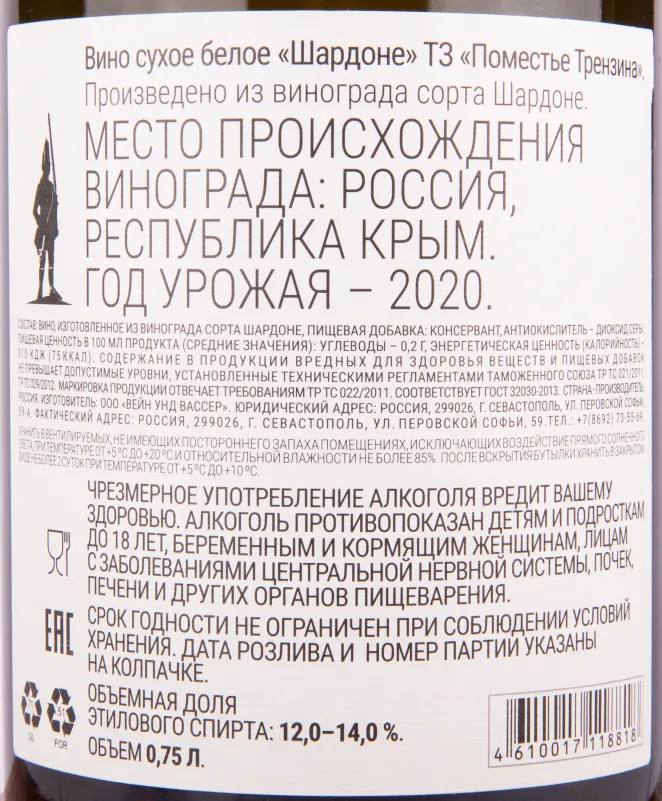 Вино сухое белое «Шардоне» ТЗ «Поместье Трензина».
Произведено из винограда сорта Шардоне.
МЕСТО ПРОИСХОЖДЕНИЯ
ВИНОГРАДА: РОССИЯ,
РЕСПУБЛИКА КРЫМ.
ГОД УРОЖАЯ – 2020.
СОСТАВ: ВИНО, ИЗГОТОВЛЕННОЕ ИЗ ВИНОГРАДА СОРТА ШАРДОНЕ, ПИЩЕВАЯ ДОБАВКА: КОНСЕРВАНТ, АНТИОКИСЛИТЕЛЬ – ДИОКСИД СЕРЫ.
ПИЩЕВАЯ ЦЕННОСТЬ В 100 МЛ ПРОДУКТА (СРЕДНИЕ ЗНАЧЕНИЯ): УГЛЕВОДЫ – 0,2 Г, ЭНЕРГЕТИЧЕСКАЯ ЦЕННОСТЬ (КАЛОРИЙНОСТЬ) –
310 КДЖ (75ККАЛ). СОДЕРЖАНИЕ В ПРОДУКЦИИ ВРЕДНЫХ ДЛЯ ЗДОРОВЬЯ ВЕЩЕСТВ И ПИЩЕВЫХ ДОБАВОК
НЕ ПРЕВЫШАЕТ ДОПУСТИМЫЕ УРОВНИ, УСТАНОВЛЕННЫЕ ТЕХНИЧЕСКИМИ РЕГЛАМЕНТАМИ ТАМОЖЕННОГО СОЮЗА ТР ТС 021/2011,
ТР ТС 029/2012. МАРКИРОВКА ПРОДУКЦИИ ОТВЕЧАЕТ ТРЕБОВАНИЯМ ТР ТС 022/2011. СООТВЕТСТВУЕТ ГОСТ 32030-2013. СТРАНА-ПРОИЗВОДИТЕЛЬ:
РОССИЯ. ИЗГОТОВИТЕЛЬ: ООО «ВЕЙН УНД ВАССЕР». ЮРИДИЧЕСКИЙ АДРЕС: РОССИЯ, 299026, Г. СЕВАСТОПОЛЬ, УЛ. ПЕРОВСКОЙ СОФЬИ,
59-А. ФАКТИЧЕСКИЙ АДРЕС: РОССИЯ, 299026, Г. СЕВАСТОПОЛЬ, УЛ. ПЕРОВСКОЙ СОФЬИ, 59. ТЕЛ.: +7(8692) 73-55-69.
ХРАНИТЬ В ВЕНТИЛИРУЕМЫХ, НЕ ИМЕЮЩИХ ПОСТОРОННЕГО ЗАПАХА ПОМЕЩЕНИЯХ, ИСКЛЮЧАЮЩИХ ВОЗДЕЙСТВИЕ ПРЯМОГО СОЛНЕЧНОГО
СВЕТА, ПРИ ТЕМПЕРАТУРЕ ОТ +5°С ДО +20°С И ОТНОСИТЕЛЬНОЙ ВЛАЖНОСТИ НЕ БОЛЕЕ 85%. ПОСЛЕ ВСКРЫТИЯ БУТЫЛКИ ХРАНИТЬ В ЗАКРЫТОМ
ВИДЕ НЕ БОЛЕЕ 2 СУТОК ПРИ ТЕМПЕРАТУРЕ ОТ +5°С ДО +10°С.
ЧРЕЗМЕРНОЕ УПОТРЕБЛЕНИЕ АЛКОГОЛЯ ВРЕДИТ ВАШЕМУ
ЗДОРОВЬЮ. АЛКОГОЛЬ ПРОТИВОПОКАЗАН ДЕТЯМ И ПОДРОСТКАМ
ДО 18 ЛЕТ, БЕРЕМЕННЫМ И КОРМЯЩИМ ЖЕНЩИНАМ, ЛИЦАМ
С ЗАБОЛЕВАНИЯМИ ЦЕНТРАЛЬНОЙ НЕРВНОЙ СИСТЕМЫ, ПОЧЕК,
ПЕЧЕНИ И ДРУГИХ ОРГАНОВ ПИЩЕВАРЕНИЯ.
EAC
СРОК ГОДНОСТИ НЕ ОГРАНИЧЕН ПРИ СОБЛЮДЕНИИ УСЛОВИЙ
ХРАНЕНИЯ. ДАТА РОЗЛИВА И НОМЕР ПАРТИИ УКАЗАНЫ
НА КОЛПАЧКЕ.
71
GL
51
FOR
ОБЪЕМНАЯ ДОЛЯ
ЭТИЛОВОГО СПИРТА: 12,0–14,0 %.
ОБЪЕМ 0,75 Л.
4 610017 118818